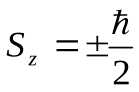 S_z = ± ħ/2